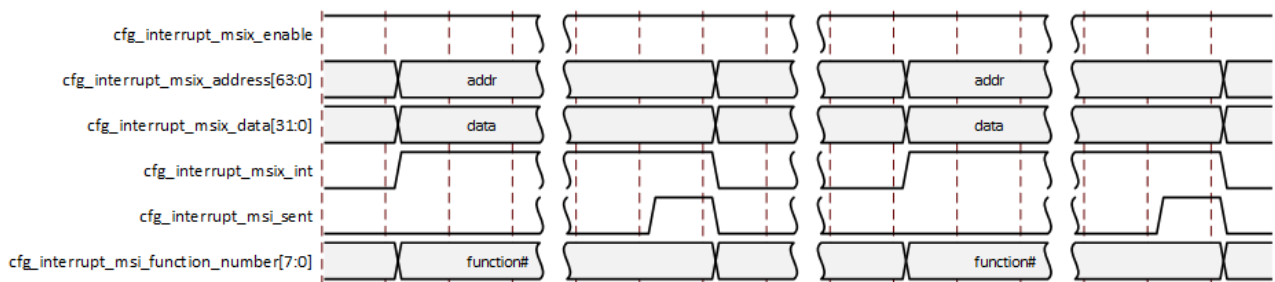 cfg_interrupt_msix_enable
cfg_interrupt_msix_address[63:0] addr addr
cfg_interrupt_msix_data[31:0] data data
cfg_interrupt_msix_int
cfg_interrupt_msi_sent
cfg_interrupt_msi_function_number[7:0] function# function#